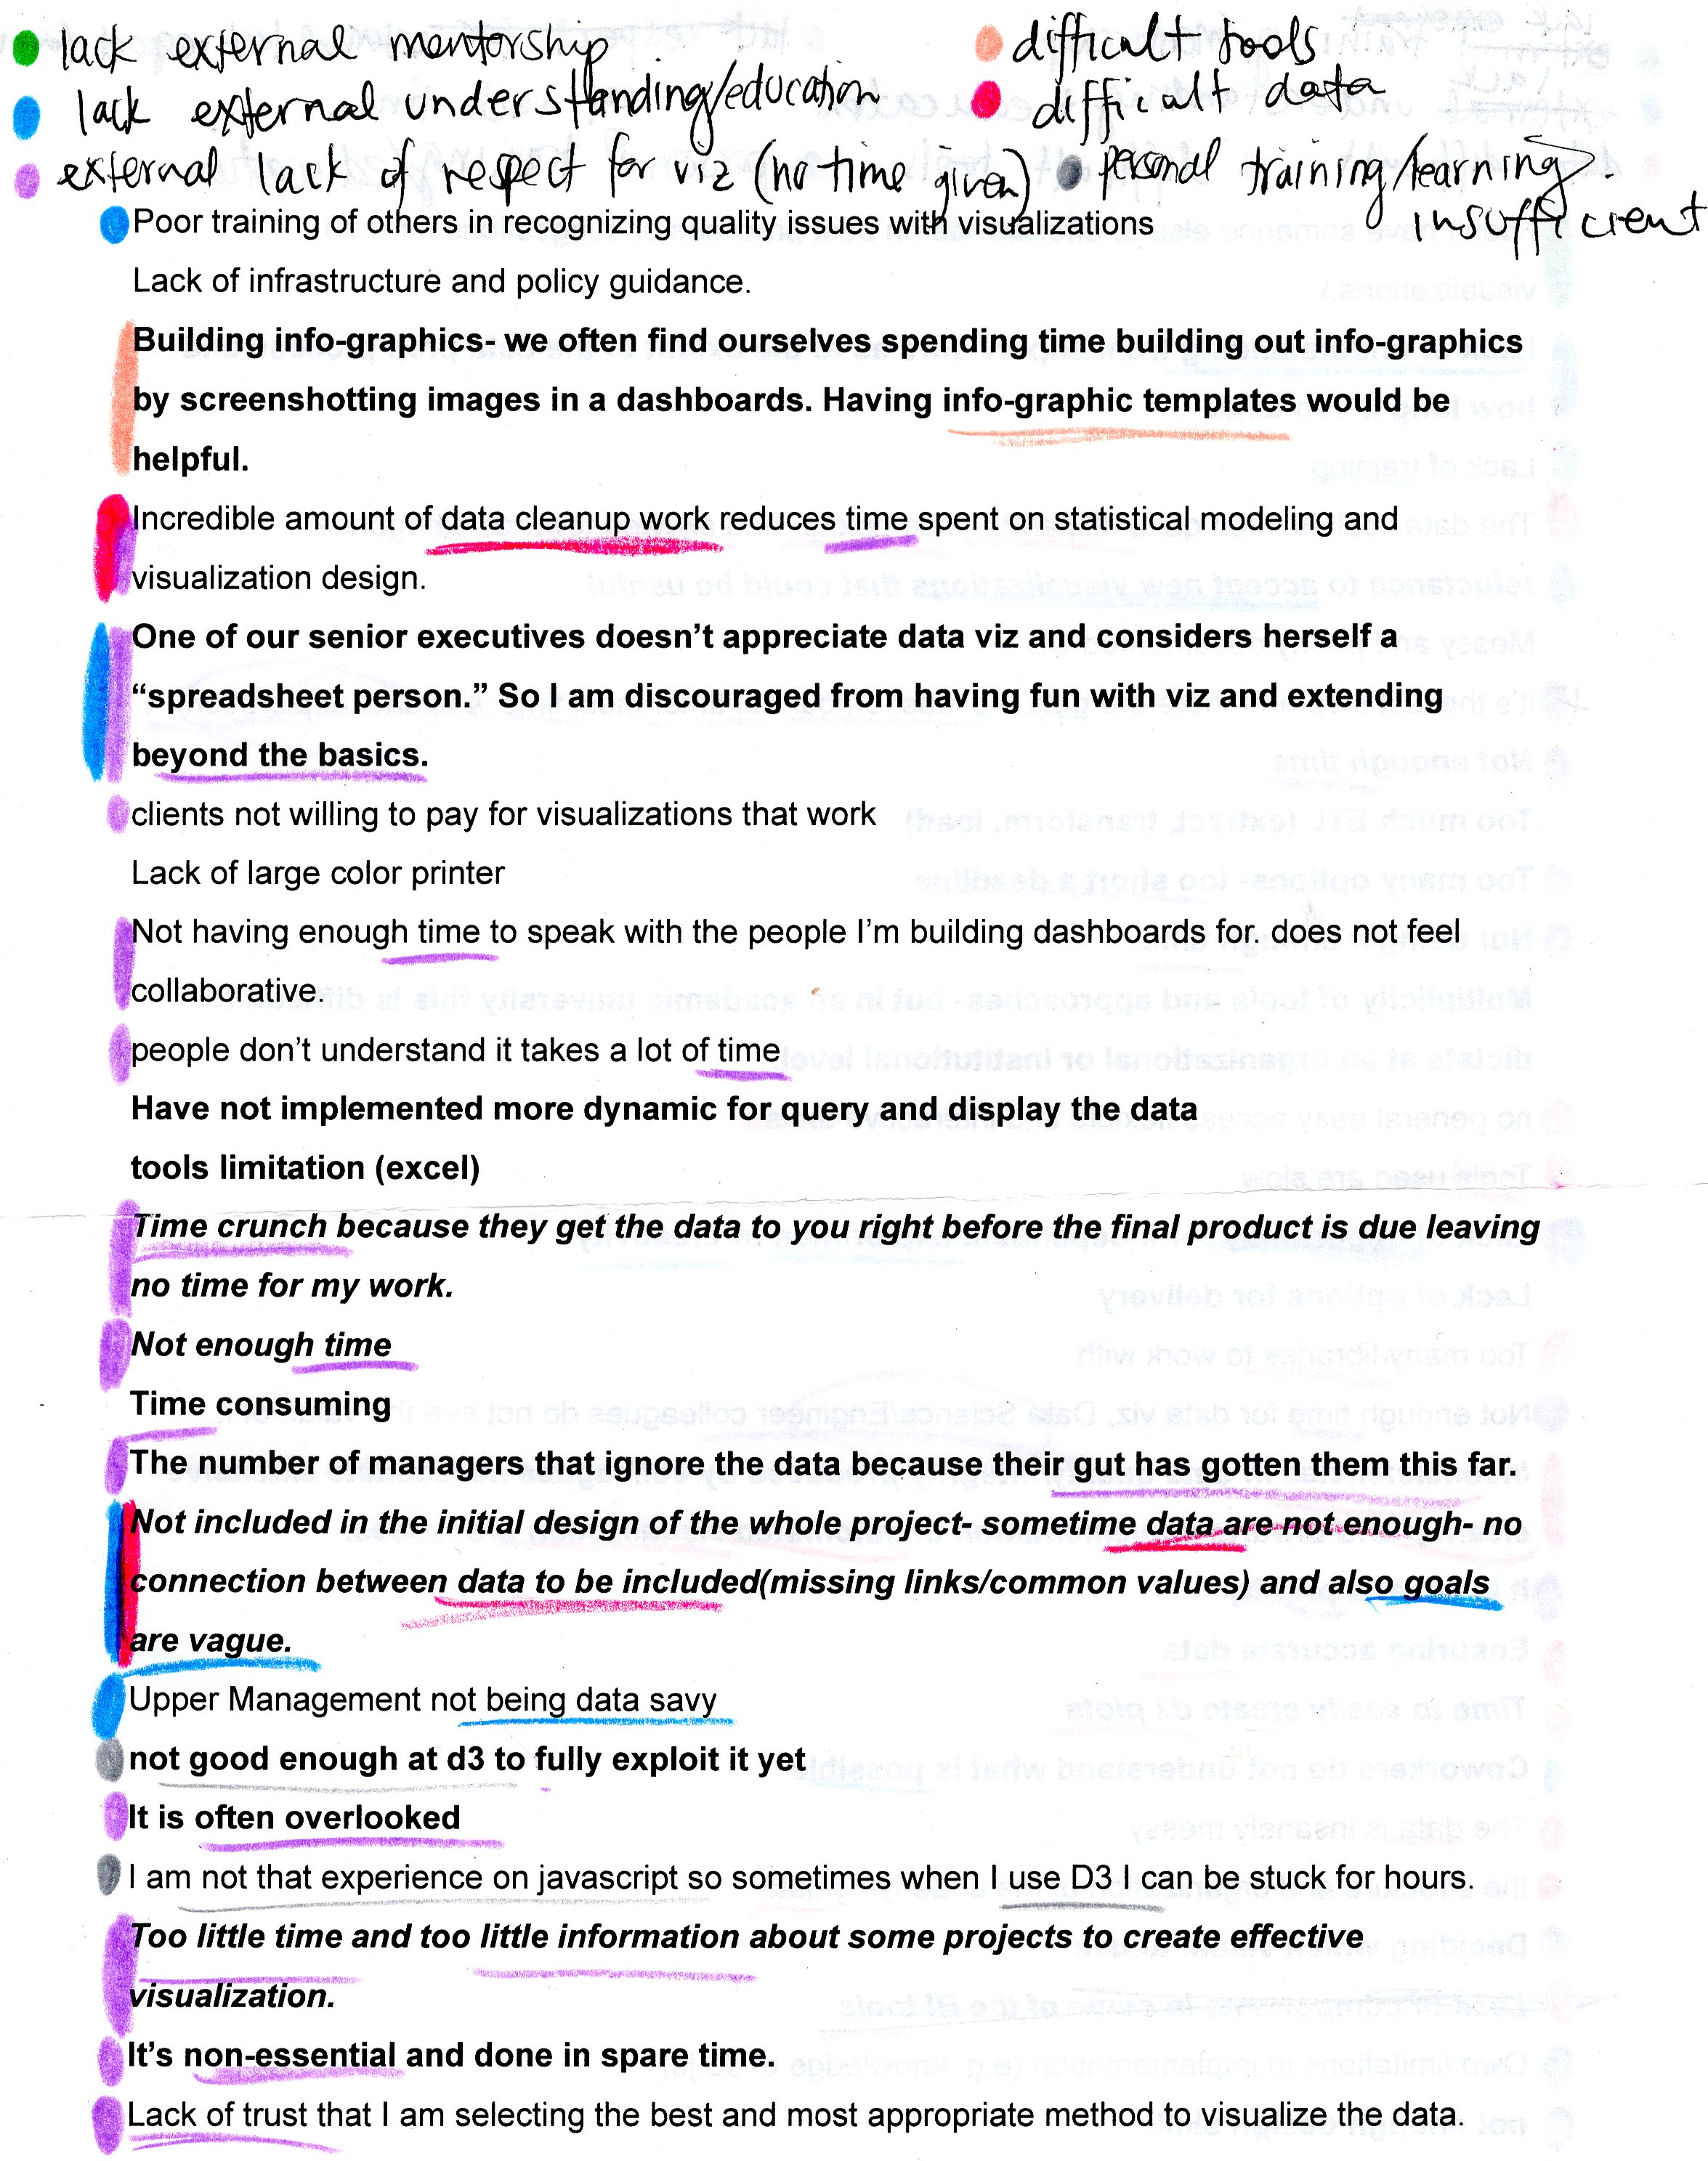 lack external mentorship
difficult tools
lack external understanding/education
difficult data
external lack of respect for viz (no time given)
personal training/learning
insufficient
Poor training of others in recognizing quality issues with visualizations
Lack of infrastructure and policy guidance.
Building info-graphics- we often find ourselves spending time building out info-graphics
by screenshotting images in a dashboards. Having info-graphic templates would be
helpful.
Incredible amount of data cleanup work reduces time spent on statistical modeling and
visualization design.
One of our senior executives doesn’t appreciate data viz and considers herself a
“spreadsheet person.” So I am discouraged from having fun with viz and extending
beyond the basics.
clients not willing to pay for visualizations that work
Lack of large color printer
Not having enough time to speak with the people I’m building dashboards for. does not feel
collaborative.
people don’t understand it takes a lot of time
Have not implemented more dynamic for query and display the data
tools limitation (excel)
Time crunch because they get the data to you right before the final product is due leaving
no time for my work.
Not enough time
Time consuming
The number of managers that ignore the data because their gut has gotten them this far.
Not included in the initial design of the whole project- sometime data are not enough- no
connection between data to be included(missing links/common values) and also goals
are vague.
Upper Management not being data savy
not good enough at d3 to fully exploit it yet
It is often overlooked
I am not that experience on javascript so sometimes when I use D3 I can be stuck for hours.
Too little time and too little information about some projects to create effective
visualization.
It’s non-essential and done in spare time.
Lack of trust that I am selecting the best and most appropriate method to visualize the data.